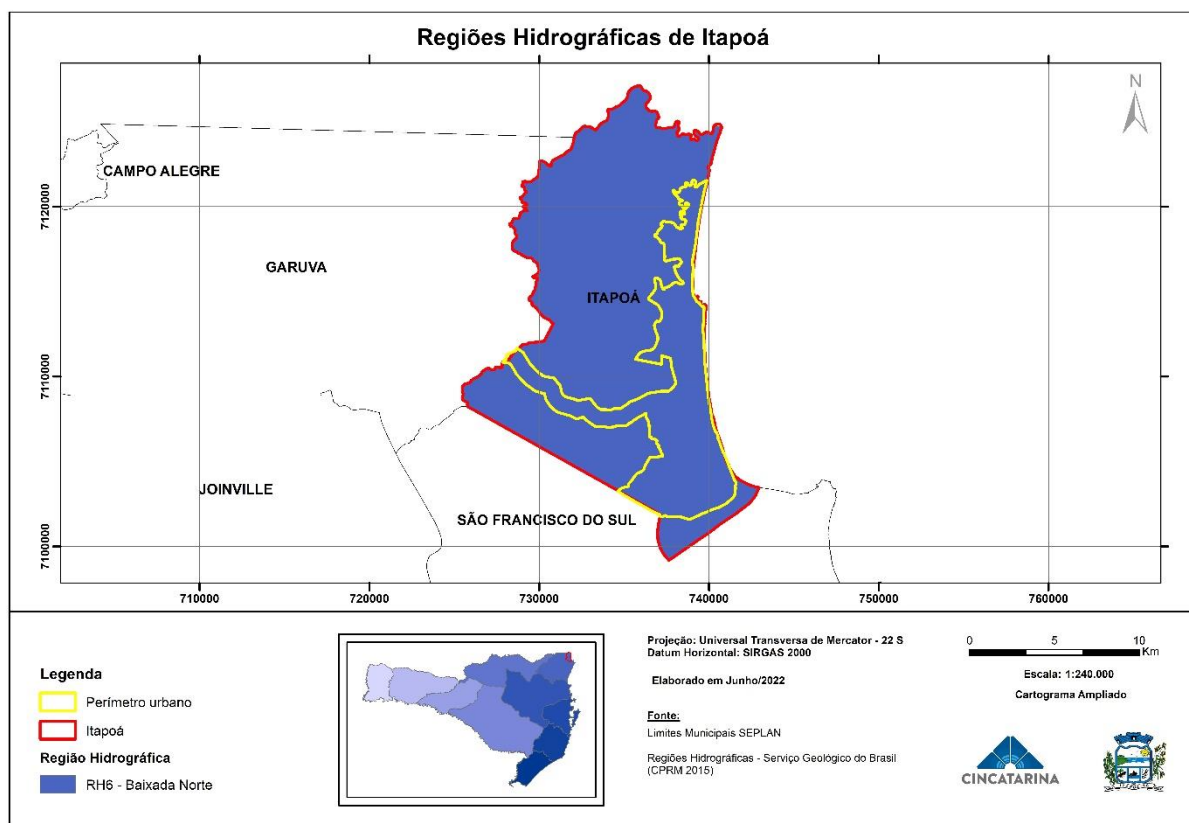 Regiões Hidrográficas de Itapoá
N
CAMPO ALEGRE
GARUVA
ITAPOÁ
JOINVILLE
SÃO FRANCISCO DO SUL
7120000
7110000
7100000
710000
720000
730000
740000
750000
760000
Legenda
Perímetro urbano
Itapoá
Região Hidrográfica
RH6 - Baixada Norte
Projeção: Universal Transversa de Mercator - 22 S
Datum Horizontal: SIRGAS 2000
Elaborado em Junho/2022
Fonte:
Limites Municipais SEPLAN
Regiões Hidrográficas - Serviço Geológico do Brasil
(CPRM 2015)
0 5 10
Km
Escala: 1:240.000
Cartograma Ampliado
CINCATARINA